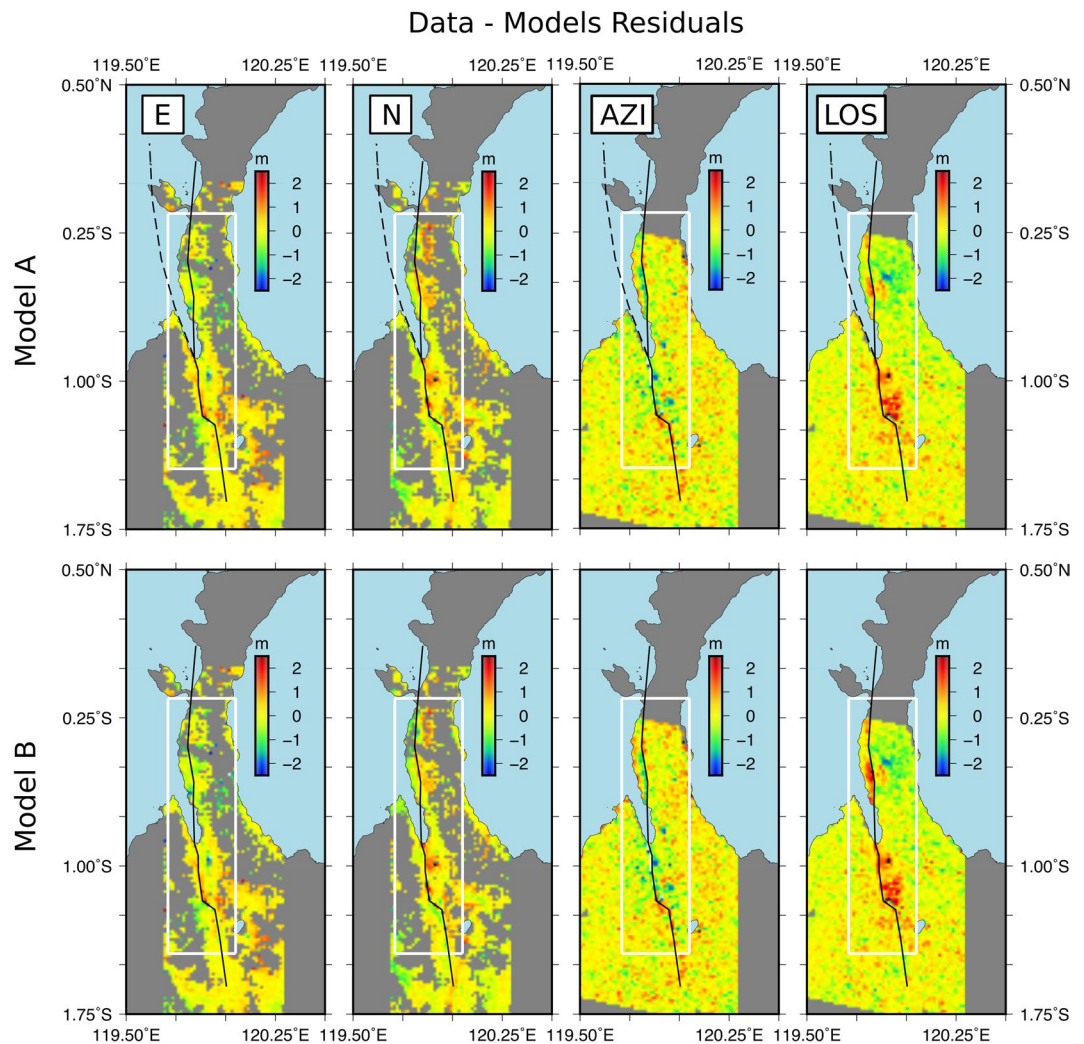 Data - Models Residuals
119.50°E 120.25°E 119.50°E 120.25°E 119.50°E 120.25°E 119.50°E 120.25°E
0.50°N 0.50°N
E N AZI LOS
m m m m
2 2 2 2
1 1 1 1
0 0 0 0
−1 −1 −1 −1
−2 −2 −2 −2
0.25°S 0.25°S
Model A
1.00°S 1.00°S
1.75°S 1.75°S
0.50°N 0.50°N
m m m m
2 2 2 2
1 1 1 1
0 0 0 0
−1 −1 −1 −1
−2 −2 −2 −2
0.25°S 0.25°S
Model B
1.00°S 1.00°S
1.75°S 1.75°S
119.50°E 120.25°E 119.50°E 120.25°E 119.50°E 120.25°E 119.50°E 120.25°E